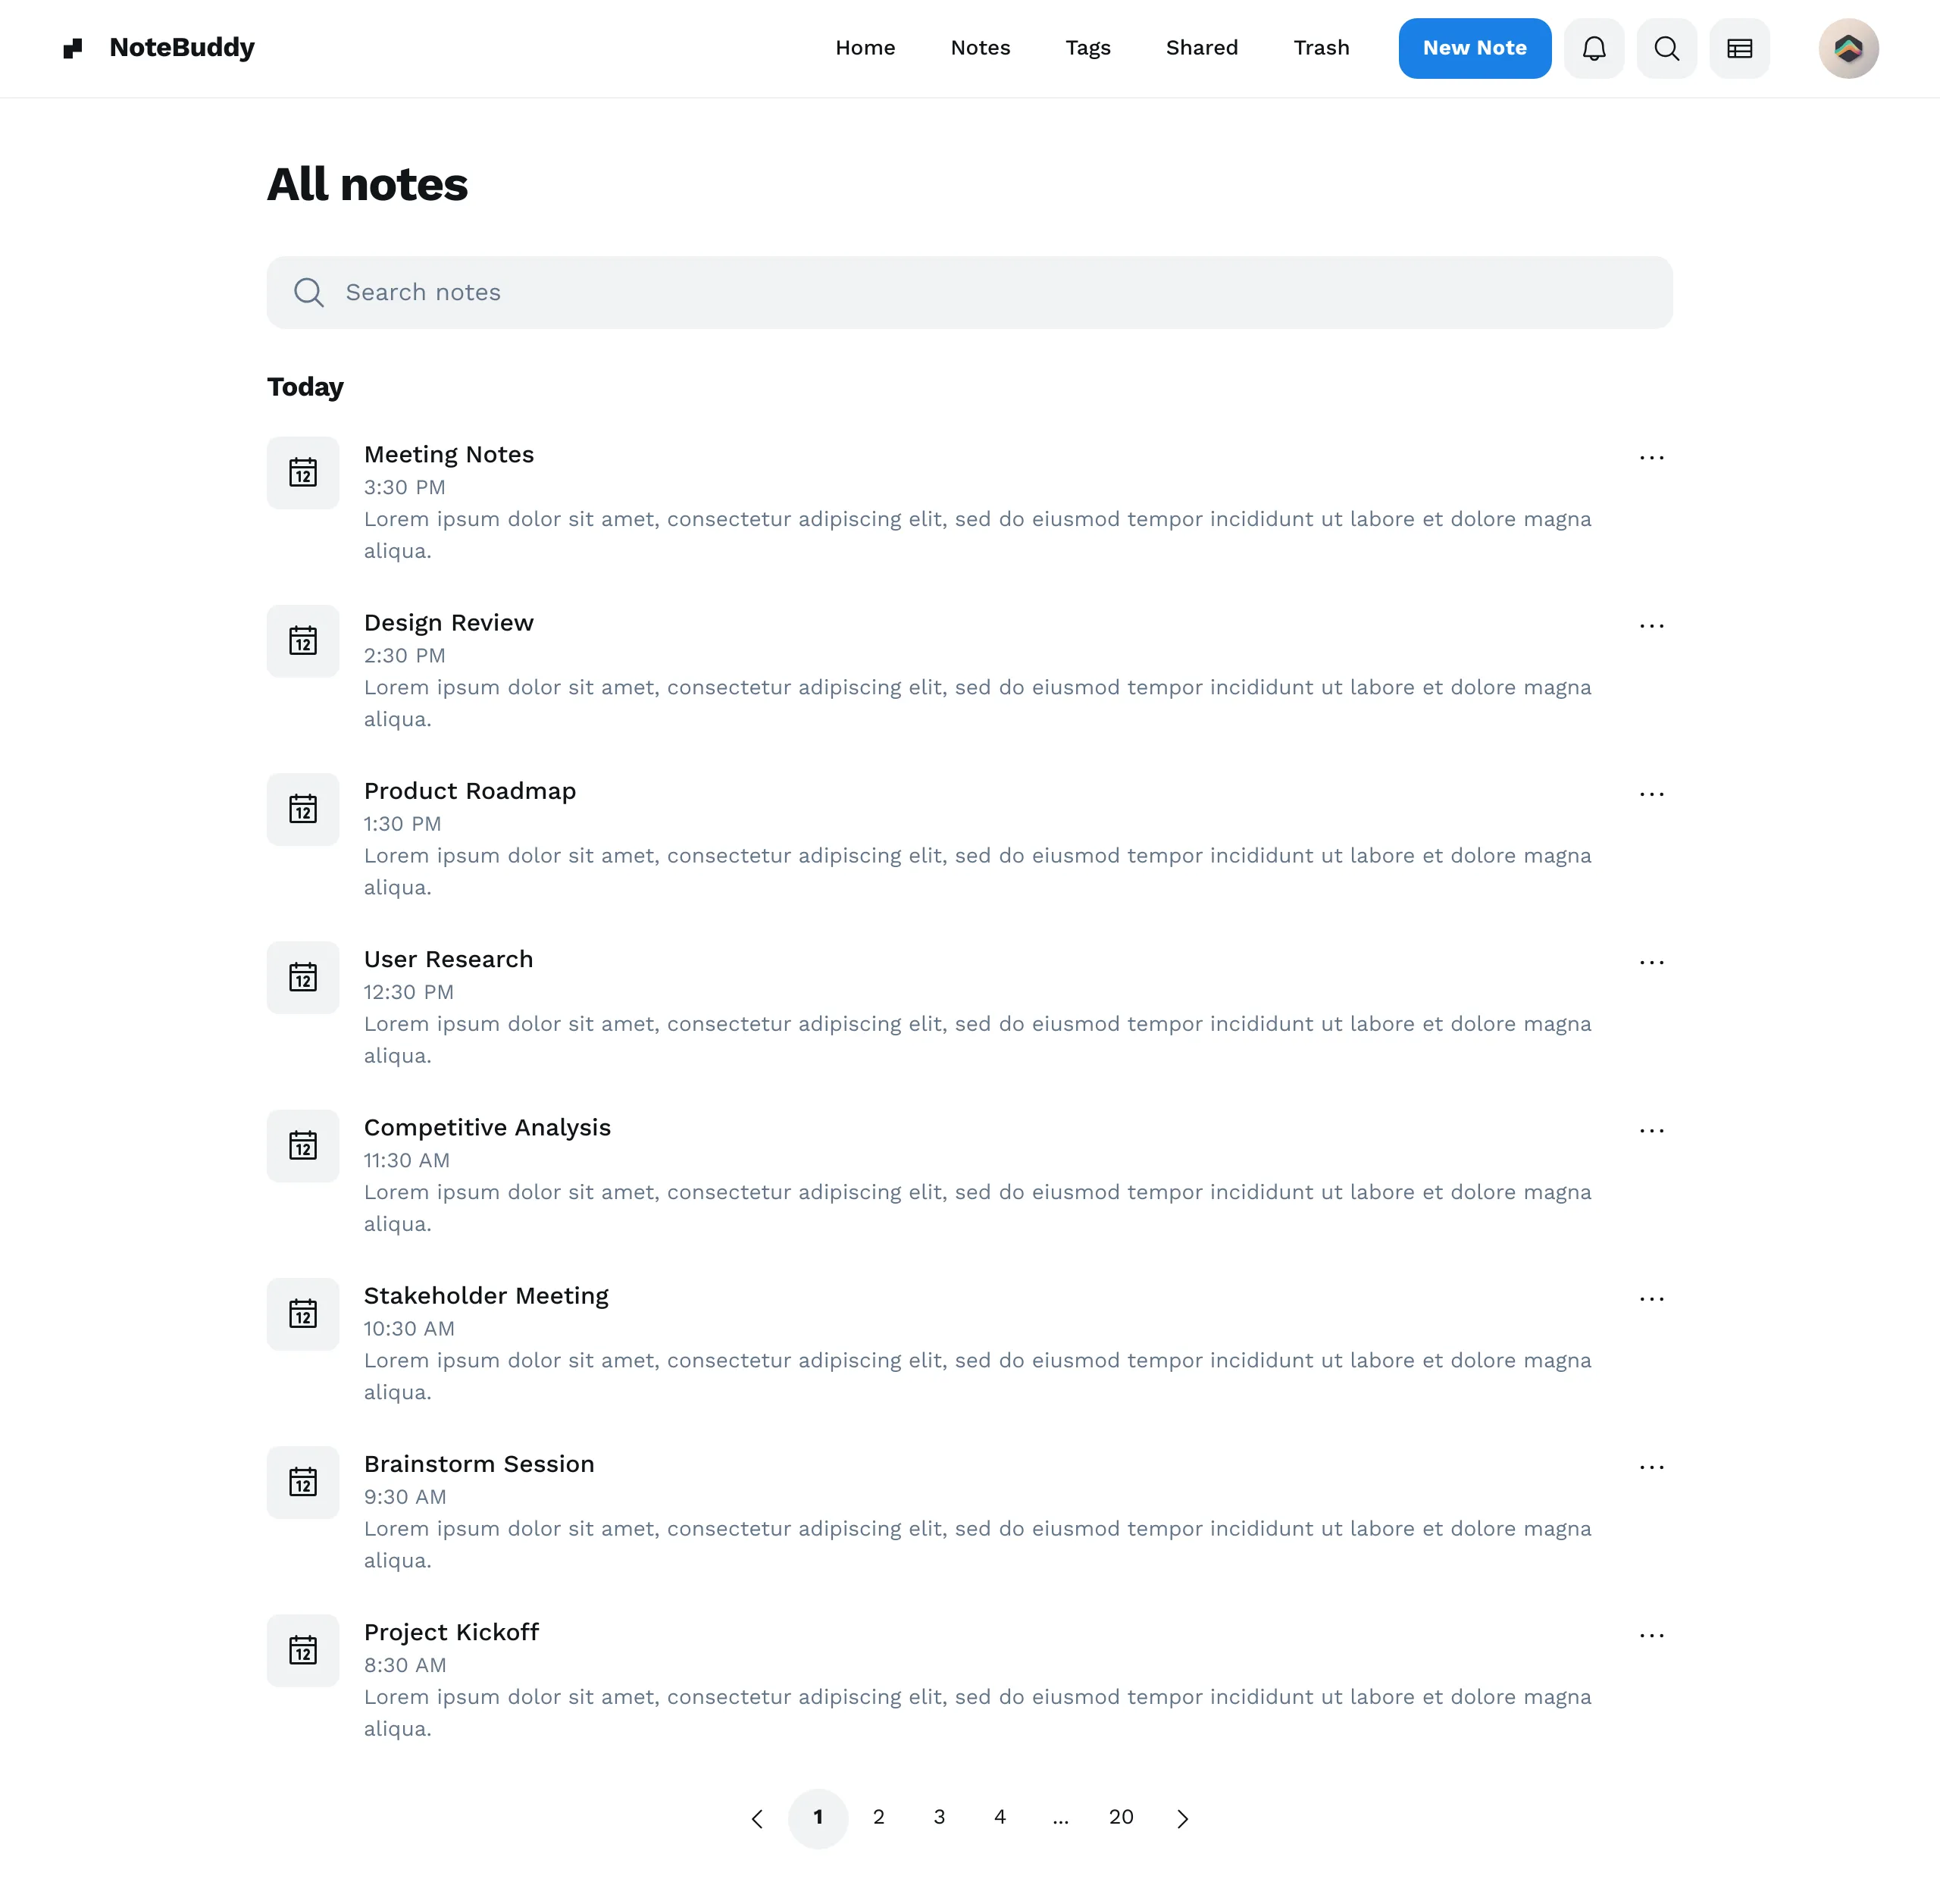 NoteBuddy
Home
Notes
Tags
Shared
Trash
New Note
All notes
Search notes
Today
12
Meeting Notes
...
3:30 PM
Lorem ipsum dolor sit amet, consectetur adipiscing elit, sed do eiusmod tempor incididunt ut labore et dolore magna
aliqua.
12
Design Review
...
2:30 PM
Lorem ipsum dolor sit amet, consectetur adipiscing elit, sed do eiusmod tempor incididunt ut labore et dolore magna
aliqua.
12
Product Roadmap
...
1:30 PM
Lorem ipsum dolor sit amet, consectetur adipiscing elit, sed do eiusmod tempor incididunt ut labore et dolore magna
aliqua.
12
User Research
...
12:30 PM
Lorem ipsum dolor sit amet, consectetur adipiscing elit, sed do eiusmod tempor incididunt ut labore et dolore magna
aliqua.
12
Competitive Analysis
...
11:30 AM
Lorem ipsum dolor sit amet, consectetur adipiscing elit, sed do eiusmod tempor incididunt ut labore et dolore magna
aliqua.
12
Stakeholder Meeting
...
10:30 AM
Lorem ipsum dolor sit amet, consectetur adipiscing elit, sed do eiusmod tempor incididunt ut labore et dolore magna
aliqua.
12
Brainstorm Session
...
9:30 AM
Lorem ipsum dolor sit amet, consectetur adipiscing elit, sed do eiusmod tempor incididunt ut labore et dolore magna
aliqua.
12
Project Kickoff
...
8:30 AM
Lorem ipsum dolor sit amet, consectetur adipiscing elit, sed do eiusmod tempor incididunt ut labore et dolore magna
aliqua.
1 2 3 4 ... 20